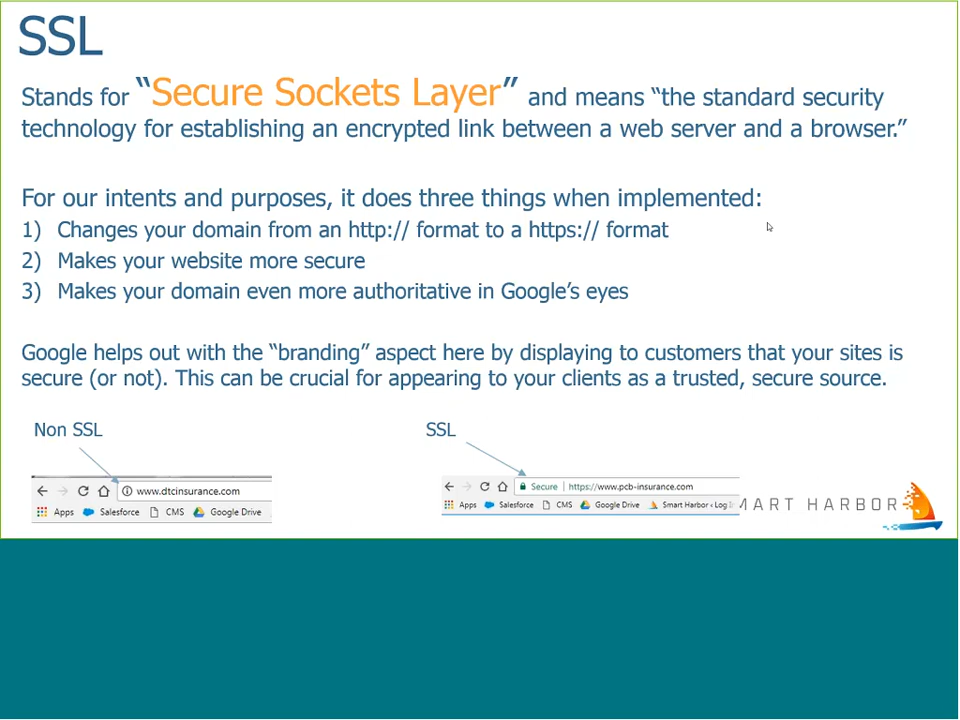 SSL
Stands for “Secure Sockets Layer” and means “the standard security
technology for establishing an encrypted link between a web server and a browser.”
For our intents and purposes, it does three things when implemented:
1) Changes your domain from an http:// format to a https:// format
2) Makes your website more secure
3) Makes your domain even more authoritative in Google’s eyes
Google helps out with the “branding” aspect here by displaying to customers that your sites is
secure (or not). This can be crucial for appearing to your clients as a trusted, secure source.
Non SSL
SSL
www.dtcinsurance.com
Apps Salesforce CMS Google Drive
Secure | https://www.pcb-insurance.com
Apps Salesforce CMS Google Drive Smart Harbor ‹ Log In
MART HARBOR